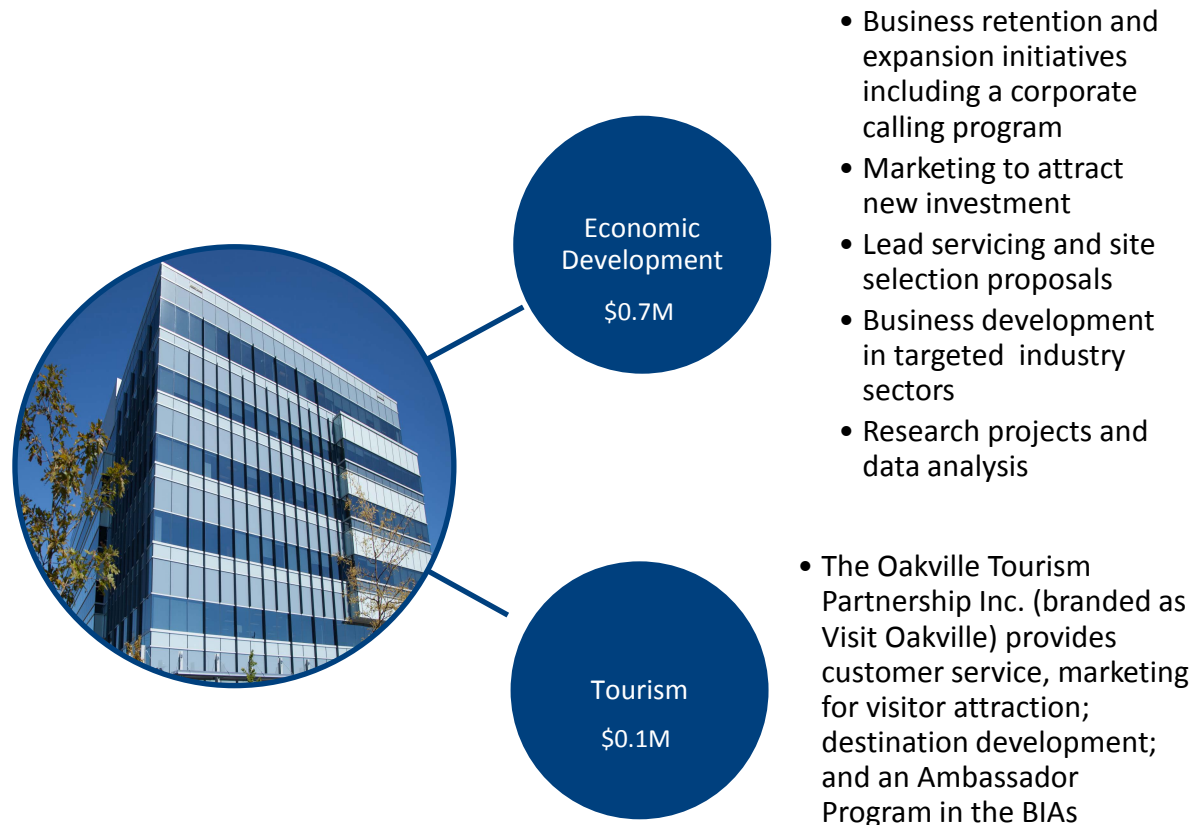 Economic
Development
$0.7M
• Business retention and
expansion initiatives
including a corporate
calling program
• Marketing to attract
new investment
• Lead servicing and site
selection proposals
• Business development
in targeted  industry
sectors
• Research projects and
data analysis
Tourism
$0.1M
• The Oakville Tourism
Partnership Inc. (branded as
Visit Oakville) provides
customer service, marketing
for visitor attraction;
destination development;
and an Ambassador
Program in the BIAs